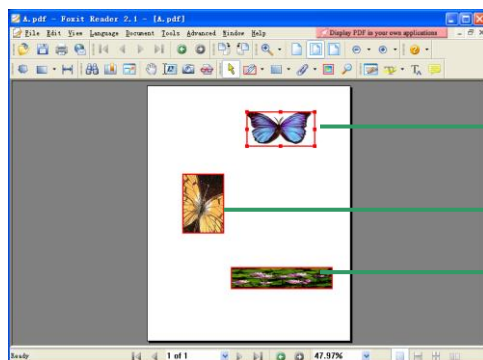 A.pdf - Foxit Reader 2.1 - [A.pdf]
File Edit View Language Document Tools Advanced Window Help Display PDF in your own applications
Ready 1 of 1 47.97%